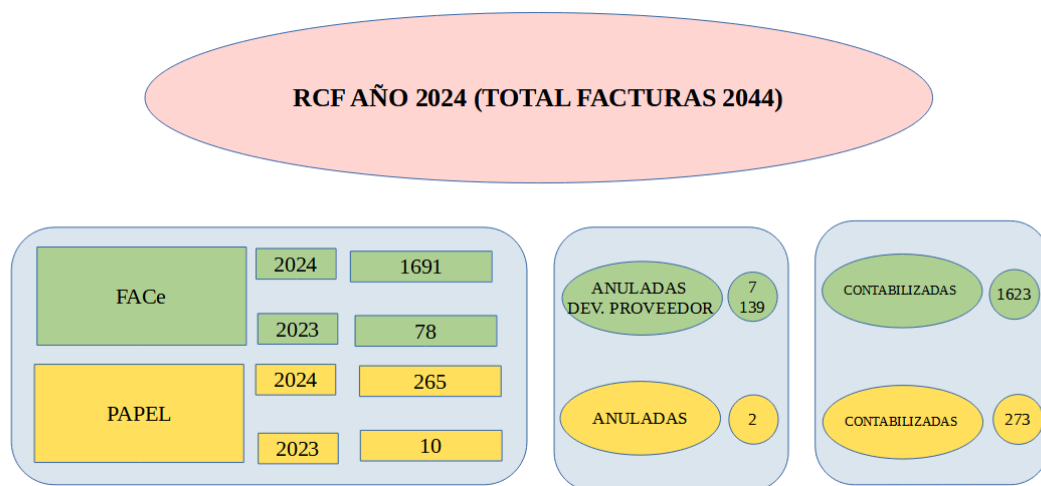 RCF AÑO 2024 (TOTAL FACTURAS 2044)
FACe
2024
1691
2023
78
PAPEL
2024
265
2023
10
ANULADAS
DEV. PROVEEDOR
7
139
ANULADAS
2
CONTABILIZADAS
1623
CONTABILIZADAS
273